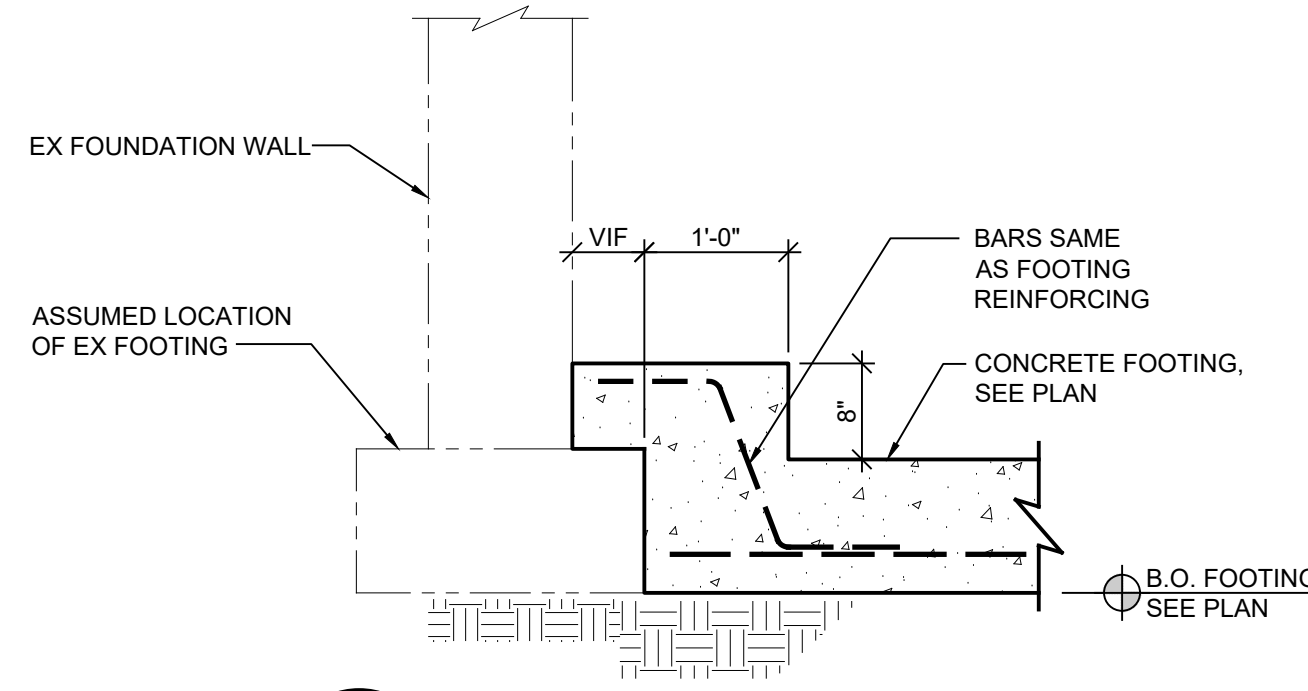 EX FOUNDATION WALL
VIF
1'-0"
BARS SAME
AS FOOTING
REINFORCING
ASSUMED LOCATION
OF EX FOOTING
8"
CONCRETE FOOTING,
SEE PLAN
B.O. FOOTING
SEE PLAN